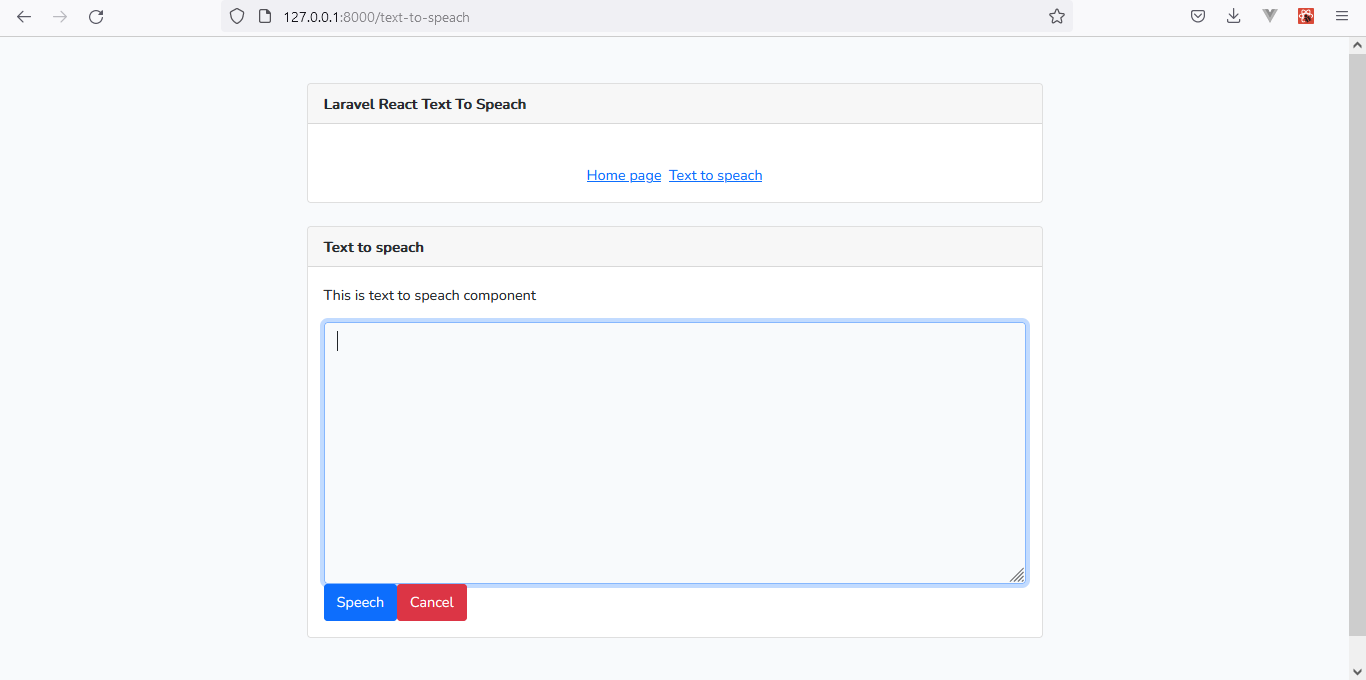 127.0.0.1:8000/text-to-speach
Laravel React Text To Speach
Home page Text to speach
Text to speach
This is text to speach component
Speech Cancel